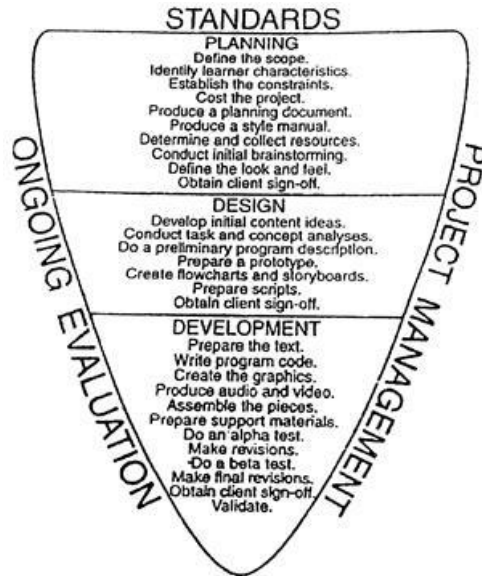 STANDARDS
PLANNING
Define the scope.
Identify learner characteristics.
Establish the constraints.
Cost the project.
Produce a planning document.
Produce a style manual.
Determine and collect resources.
Conduct initial brainstorming.
Define the look and feel.
Obtain client sign-off.
DESIGN
Develop initial content ideas.
Conduct task and concept analyses.
Do a preliminary program description.
Prepare a prototype.
Create flowcharts and storyboards.
Prepare scripts.
Obtain client sign-off.
DEVELOPMENT
Prepare the text.
Write program code.
Create the graphics.
Produce audio and video.
Assemble the pieces.
Prepare support materials.
Do an alpha test.
Make revisions.
Do a beta test.
Make final revisions.
Obtain client sign-off.
Validate.
ONGOING EVALUATION
PROJECT MANAGEMENT